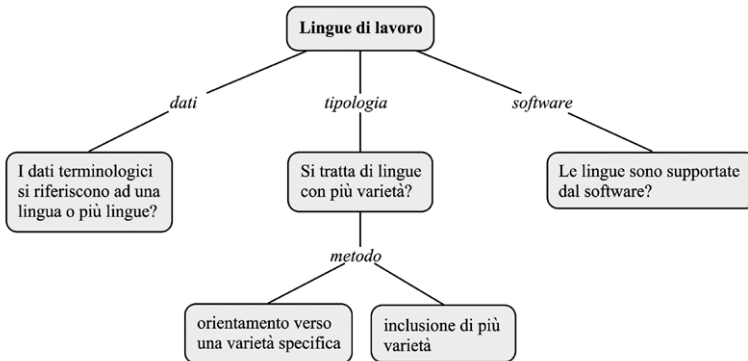 Lingue di lavoro
dati
tipologia
software
I dati terminologici
si riferiscono ad una
lingua o più lingue?
Si tratta di lingue
con più varietà?
Le lingue sono supportate
dal software?
metodo
orientamento verso
una varietà specifica
inclusione di più
varietà